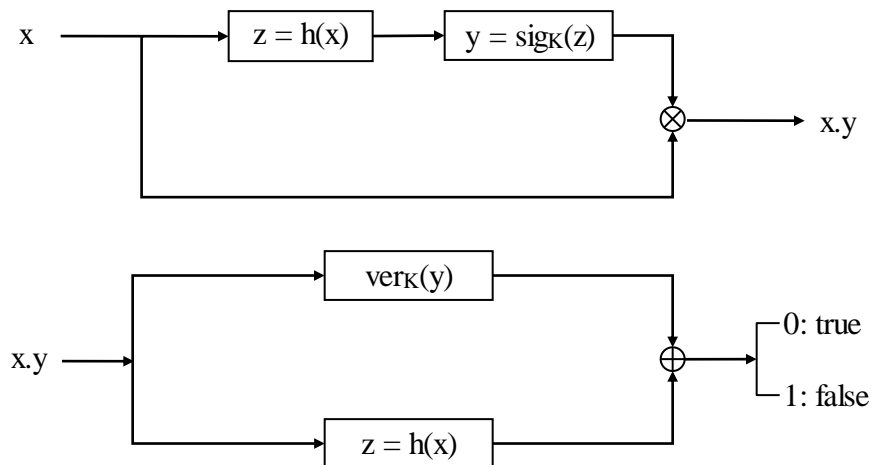 x
z = h(x)
y = sigK(z)
x.y
verK(y)
x.y
0: true
1: false
z = h(x)